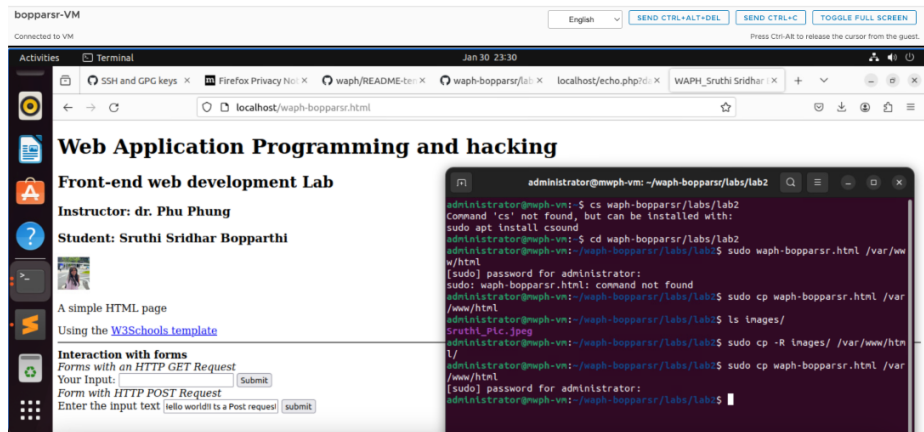 bopparsr-VM
English
SEND CTRL+ALT+DEL
SEND CTRL+C
TOGGLE FULL SCREEN
Connected to VM
Press Ctrl-Alt to release the cursor from the guest.
Activities
Terminal
Jan 30 23:30
SSH and GPG keys
Firefox Privacy Not
waph/README-tem
waph-bopparsr/lab
localhost/echo.php?da
WAPH_Sruthi Sridhar
localhost/waph-bopparsr.html
Web Application Programming and hacking
Front-end web development Lab
Instructor: dr. Phu Phung
Student: Sruthi Sridhar Bopparthi
A simple HTML page
Using the W3Schools template
Interaction with forms
Forms with an HTTP GET Request
Your Input:
Submit
Form with HTTP POST Request
Enter the input text
Hello world!! ts a Post request
submit
administrator@mwph-vm: ~/waph-bopparsr/labs/lab2
administrator@mwph-vm:~$ cs waph-bopparsr/labs/lab2
Command 'cs' not found, but can be installed with:
sudo apt install csound
administrator@mwph-vm:~$ cd waph-bopparsr/labs/lab2
administrator@mwph-vm:~/waph-bopparsr/labs/lab2$ sudo waph-bopparsr.html /var/ww
w/html
[sudo] password for administrator:
sudo: waph-bopparsr.html: command not found
administrator@mwph-vm:~/waph-bopparsr/labs/lab2$ sudo cp waph-bopparsr.html /var
/www/html
administrator@mwph-vm:~/waph-bopparsr/labs/lab2$ ls images/
Sruthi_Pic.jpeg
administrator@mwph-vm:~/waph-bopparsr/labs/lab2$ sudo cp -R images/ /var/www/htm
l/
administrator@mwph-vm:~/waph-bopparsr/labs/lab2$ sudo cp waph-bopparsr.html /var
/www/html
[sudo] password for administrator:
administrator@mwph-vm:~/waph-bopparsr/labs/lab2$